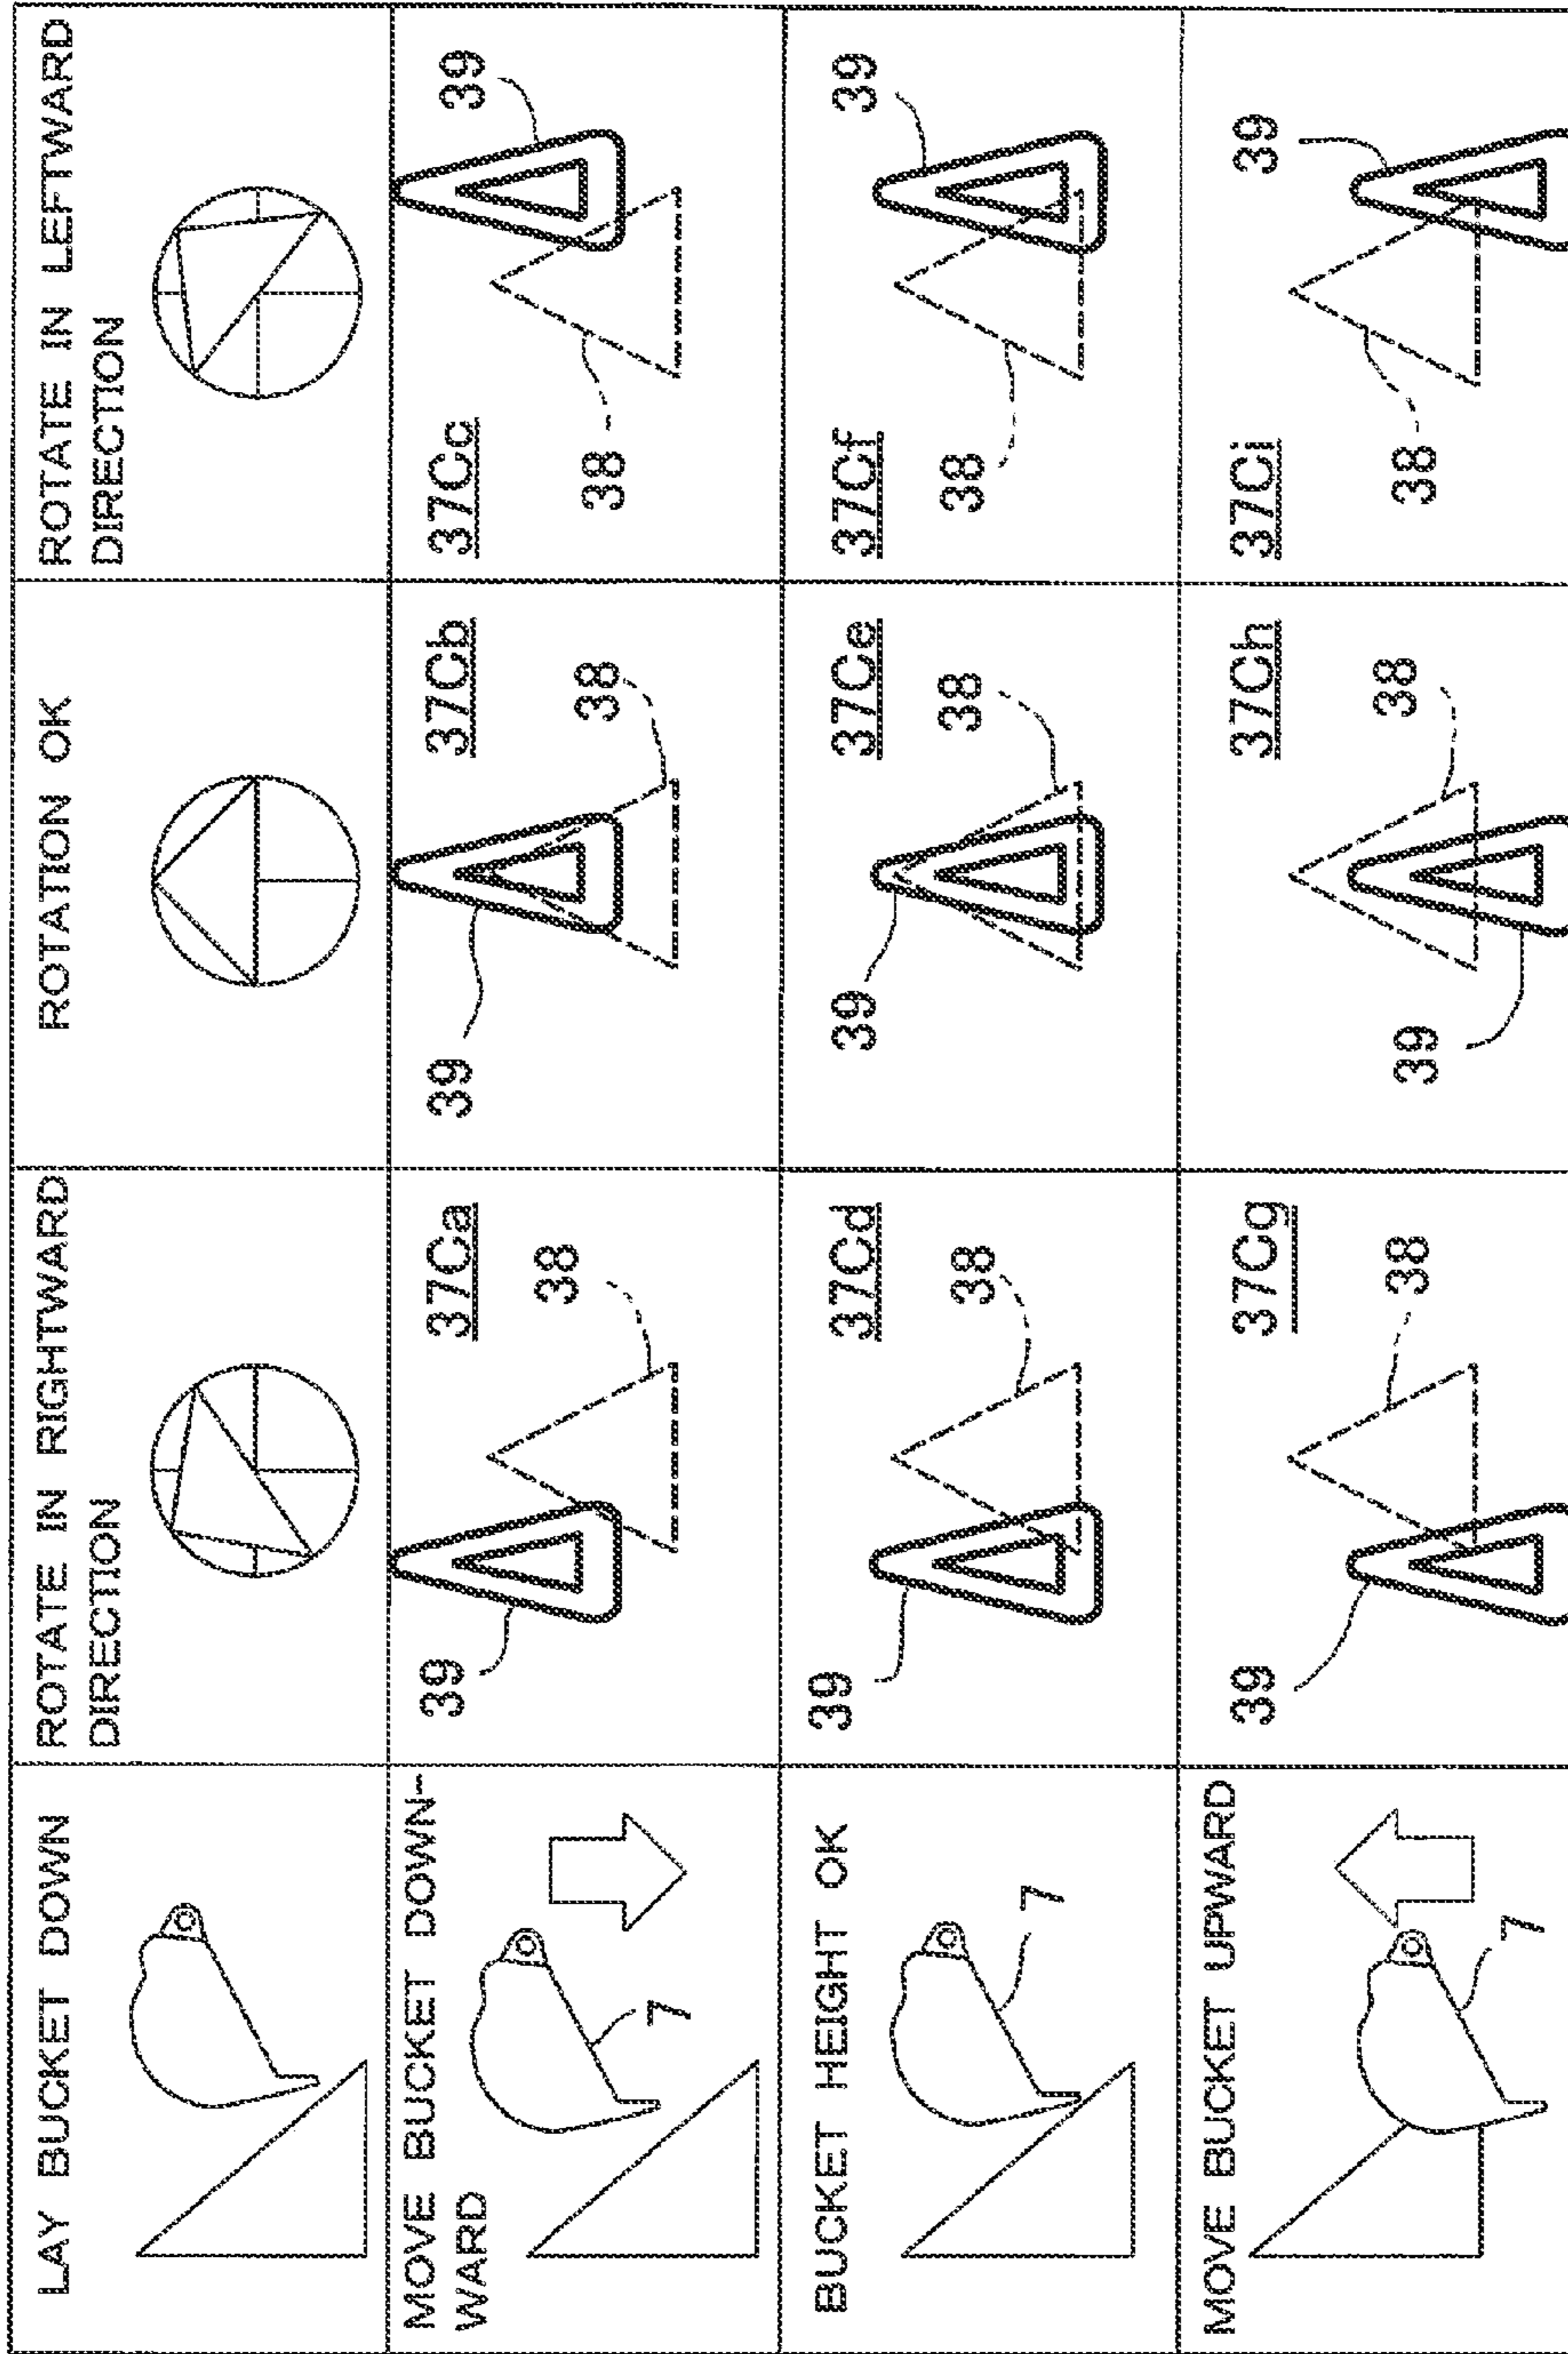 LAY BUCKET DOWN
ROTATE IN RIGHTWARD
DIRECTION
ROTATION OK
ROTATE IN LEFTWARD
DIRECTION
MOVE BUCKET DOWN-
WARD
7
37Ca
38
39
37Cb
38
39
37Cc
38
39
BUCKET HEIGHT OK
7
37Cd
38
39
37Ce
38
39
37Cf
38
39
MOVE BUCKET UPWARD
7
37Cg
38
39
37Ch
38
39
37Ci
38
39